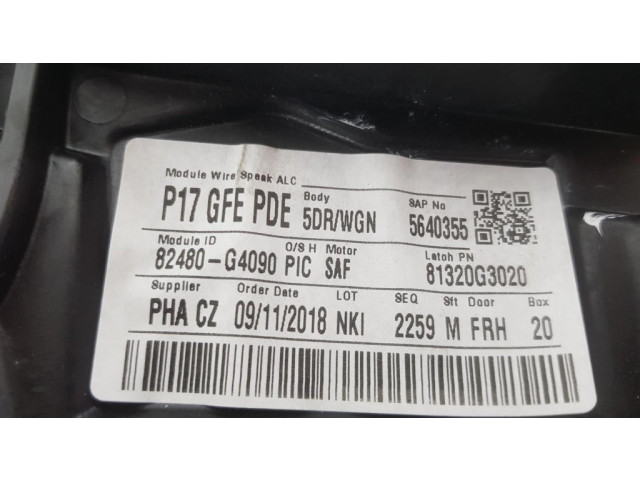 Module Wire Speak ALC Body SAP No
P17 GFE PDE 5DR/WGN 5640355
Module ID O/S H Motor Latch PN
82480-G4090 PIC SAF 81320G3020
Supplier Order Date LOT SEQ Sft Door Box
PHA CZ 09/11/2018 NKI 2259 M FRH 20